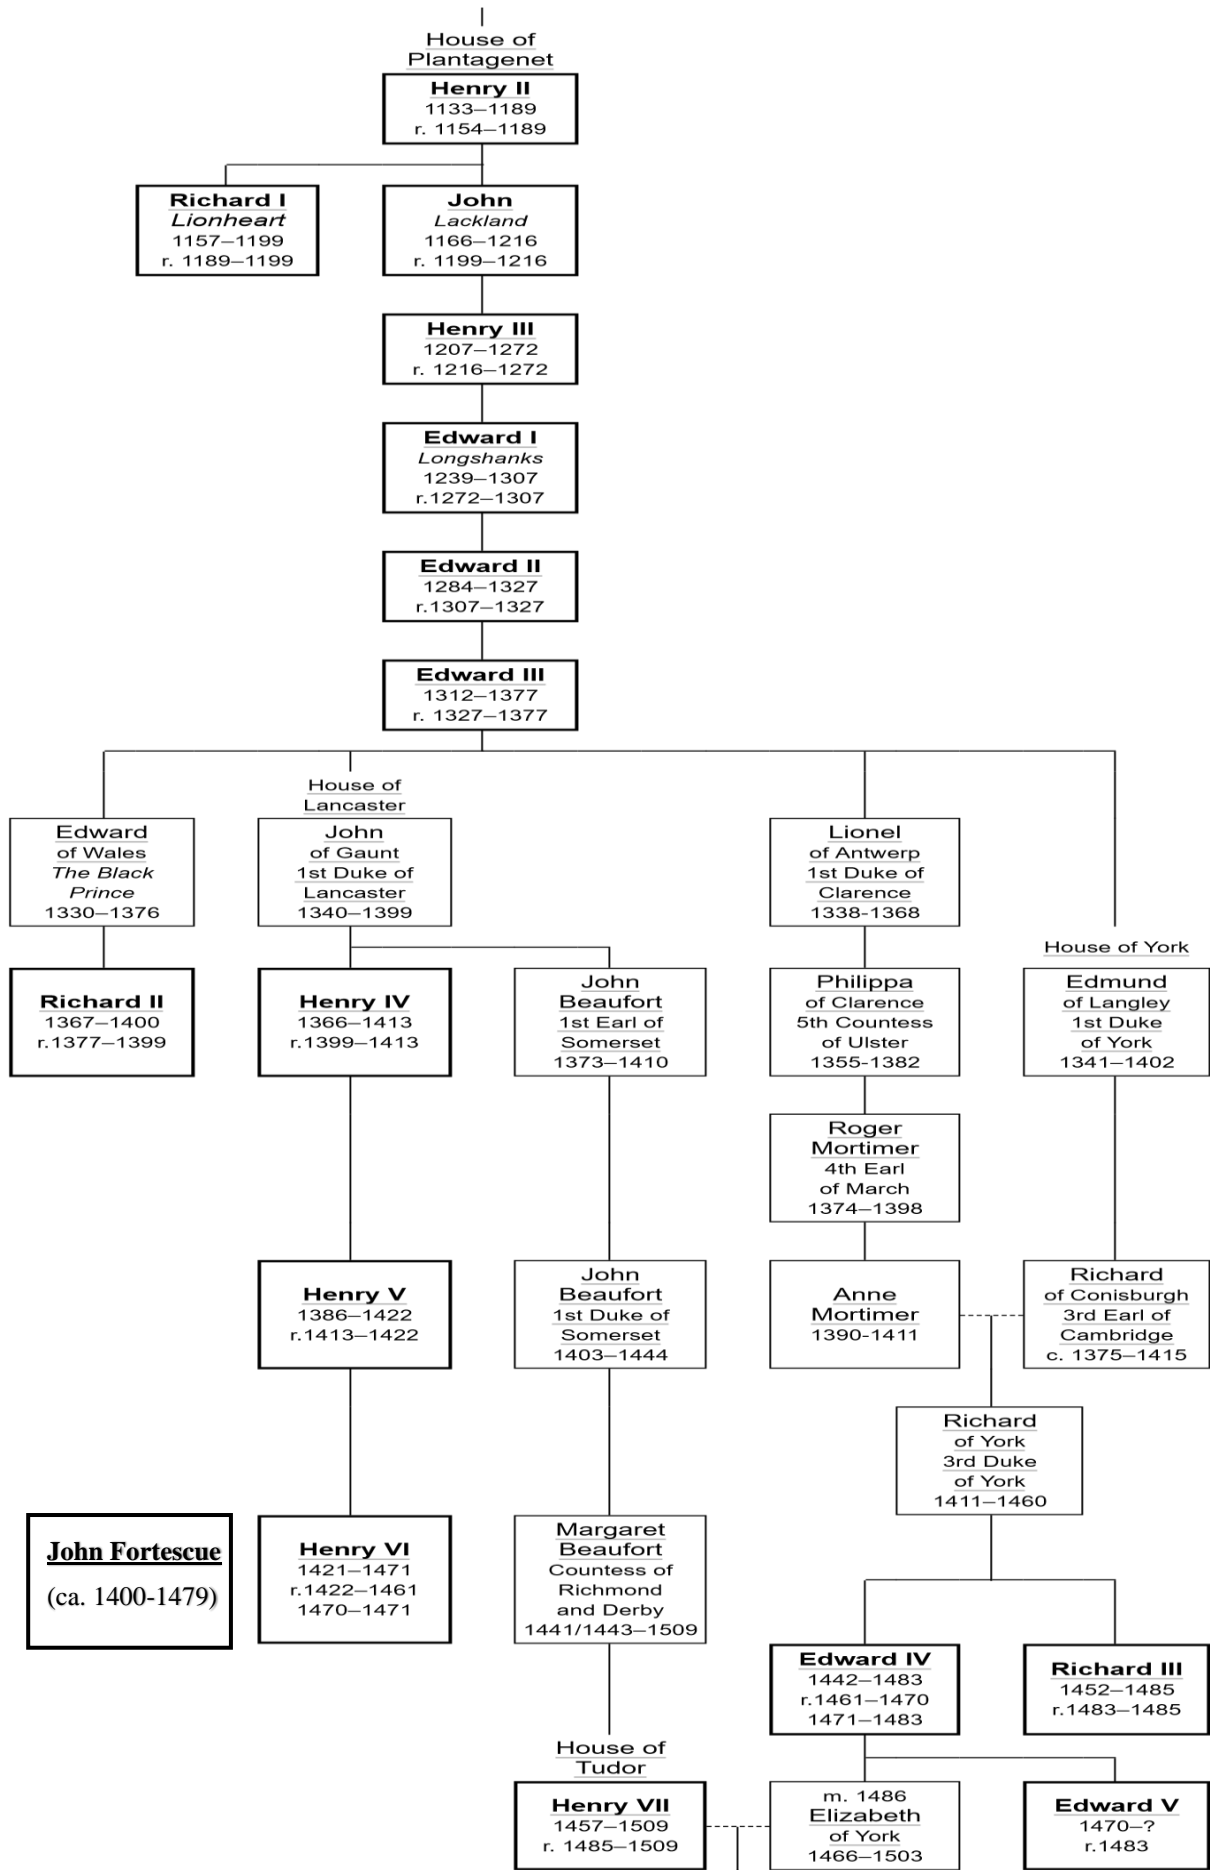 House of
Plantagenet
Henry II
1133–1189
r. 1154–1189
Richard I
Lionheart
1157–1199
r. 1189–1199
John
Lackland
1166–1216
r. 1199–1216
Henry III
1207–1272
r. 1216–1272
Edward I
Longshanks
1239–1307
r.1272–1307
Edward II
1284–1327
r.1307–1327
Edward III
1312–1377
r. 1327–1377
Edward
of Wales
The Black
Prince
1330–1376
House of
Lancaster
John
of Gaunt
1st Duke of
Lancaster
1340–1399
Lionel
of Antwerp
1st Duke of
Clarence
1338-1368
House of York
Richard II
1367–1400
r.1377–1399
Henry IV
1366–1413
r.1399–1413
John
Beaufort
1st Earl of
Somerset
1373–1410
Philippa
of Clarence
5th Countess
of Ulster
1355-1382
Edmund
of Langley
1st Duke
of York
1341–1402
Roger
Mortimer
4th Earl
of March
1374–1398
Henry V
1386–1422
r.1413–1422
John
Beaufort
1st Duke of
Somerset
1403–1444
Anne
Mortimer
1390-1411
Richard
of Conisburgh
3rd Earl of
Cambridge
c. 1375–1415
Richard
of York
3rd Duke
of York
1411–1460
John Fortescue
(ca. 1400-1479)
Henry VI
1421–1471
r.1422–1461
1470–1471
Margaret
Beaufort
Countess of
Richmond
and Derby
1441/1443–1509
Edward IV
1442–1483
r.1461–1470
1471–1483
Richard III
1452–1485
r.1483–1485
House of
Tudor
Henry VII
1457–1509
r. 1485–1509
m. 1486
Elizabeth
of York
1466–1503
Edward V
1470–?
r.1483